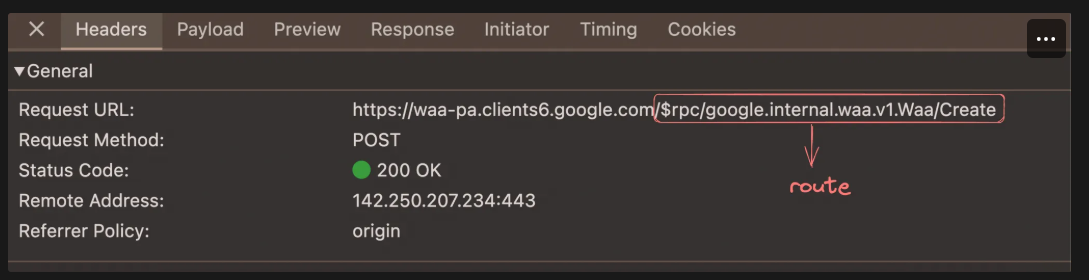 Headers Payload Preview Response Initiator Timing Cookies
▼General
Request URL: https://waa-pa.clients6.google.com/$rpc/google.internal.waa.v1.Waa/Create
Request Method: POST
Status Code: 200 OK
Remote Address: 142.250.207.234:443
Referrer Policy: origin
route